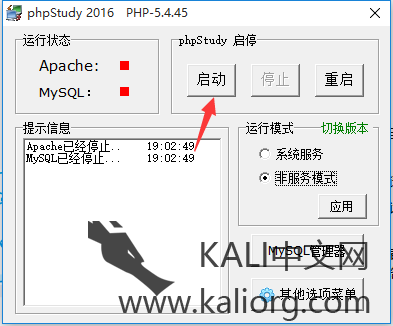 phpStudy 2016 PHP-5.4.45
运行状态
Apache:
MySQL:
phpStudy 启停
启动
停止
重启
提示信息
Apache已经停止.. 19:02:49
MySQL已经停止... 19:02:49
运行模式 切换版本
系统服务
非服务模式
应用
MySQL管理器
其他选项菜单
KALI中文网
www.kaliorg.com